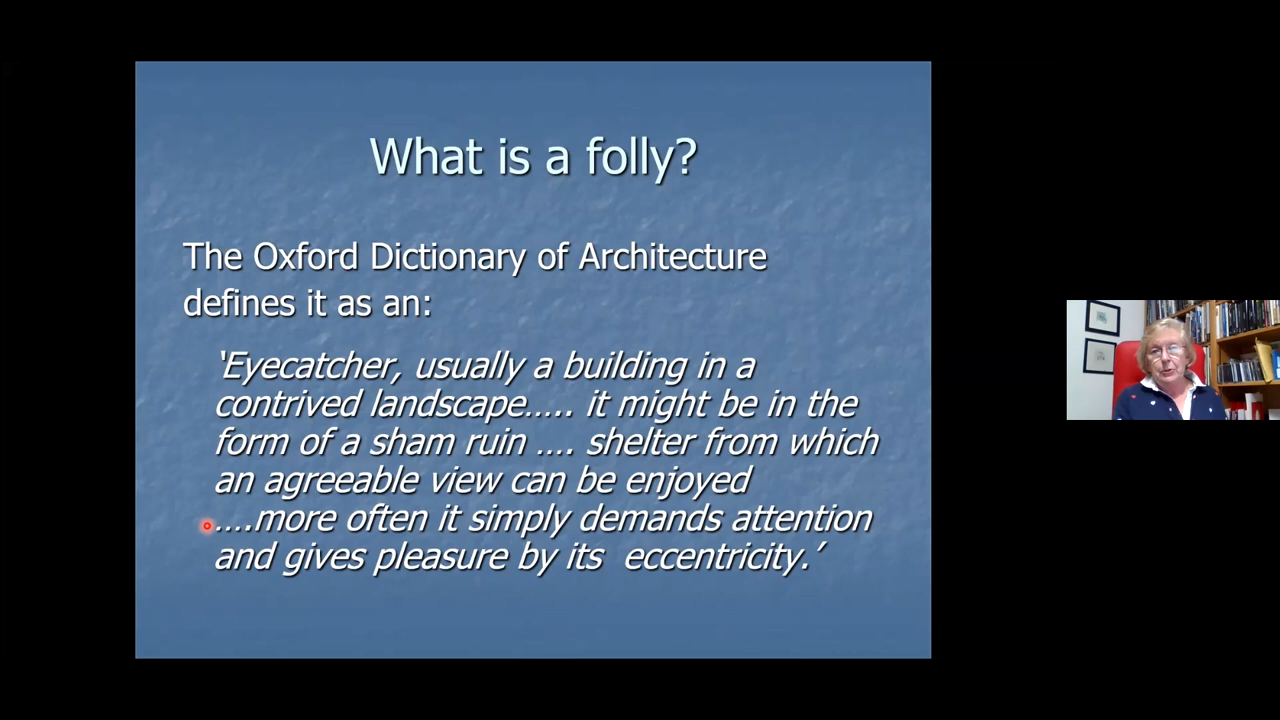 What is a folly?
The Oxford Dictionary of Architecture
defines it as an:
‘Eyecatcher, usually a building in a
contrived landscape….. it might be in the
form of a sham ruin …. shelter from which
an agreeable view can be enjoyed
….more often it simply demands attention
and gives pleasure by its  eccentricity.’